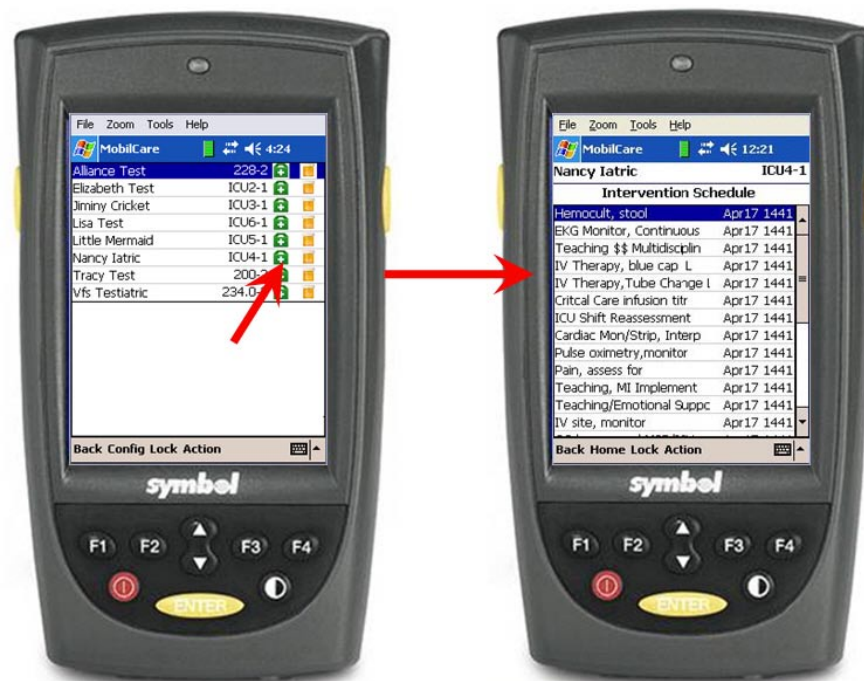 File Zoom Tools Help
MobilCare 4:24
Alliance Test 228-2
Elizabeth Test ICU2-1
Jiminy Cricket ICU3-1
Lisa Test ICU6-1
Little Mermaid ICU5-1
Nancy Iatric ICU4-1
Tracy Test 200-2
Vfs Testiatric 234.0-
Back Config Lock Action
symbol
F1 F2 F3 F4
ENTER
File Zoom Tools Help
MobilCare 12:21
Nancy Iatric ICU4-1
Intervention Schedule
Hemocult, stool Apr17 1441
EKG Monitor, Continuous Apr17 1441
Teaching $$ Multidisciplin Apr17 1441
IV Therapy, blue cap L Apr17 1441
IV Therapy,Tube Change L Apr17 1441
Critcal Care infusion titr Apr17 1441
ICU Shift Reassessment Apr17 1441
Cardiac Mon/Strip, Interp Apr17 1441
Pulse oximetry,monitor Apr17 1441
Pain, assess for Apr17 1441
Teaching, MI Implement Apr17 1441
Teaching/Emotional Suppc Apr17 1441
IV site, monitor Apr17 1441
Back Home Lock Action
symbol
F1 F2 F3 F4
ENTER